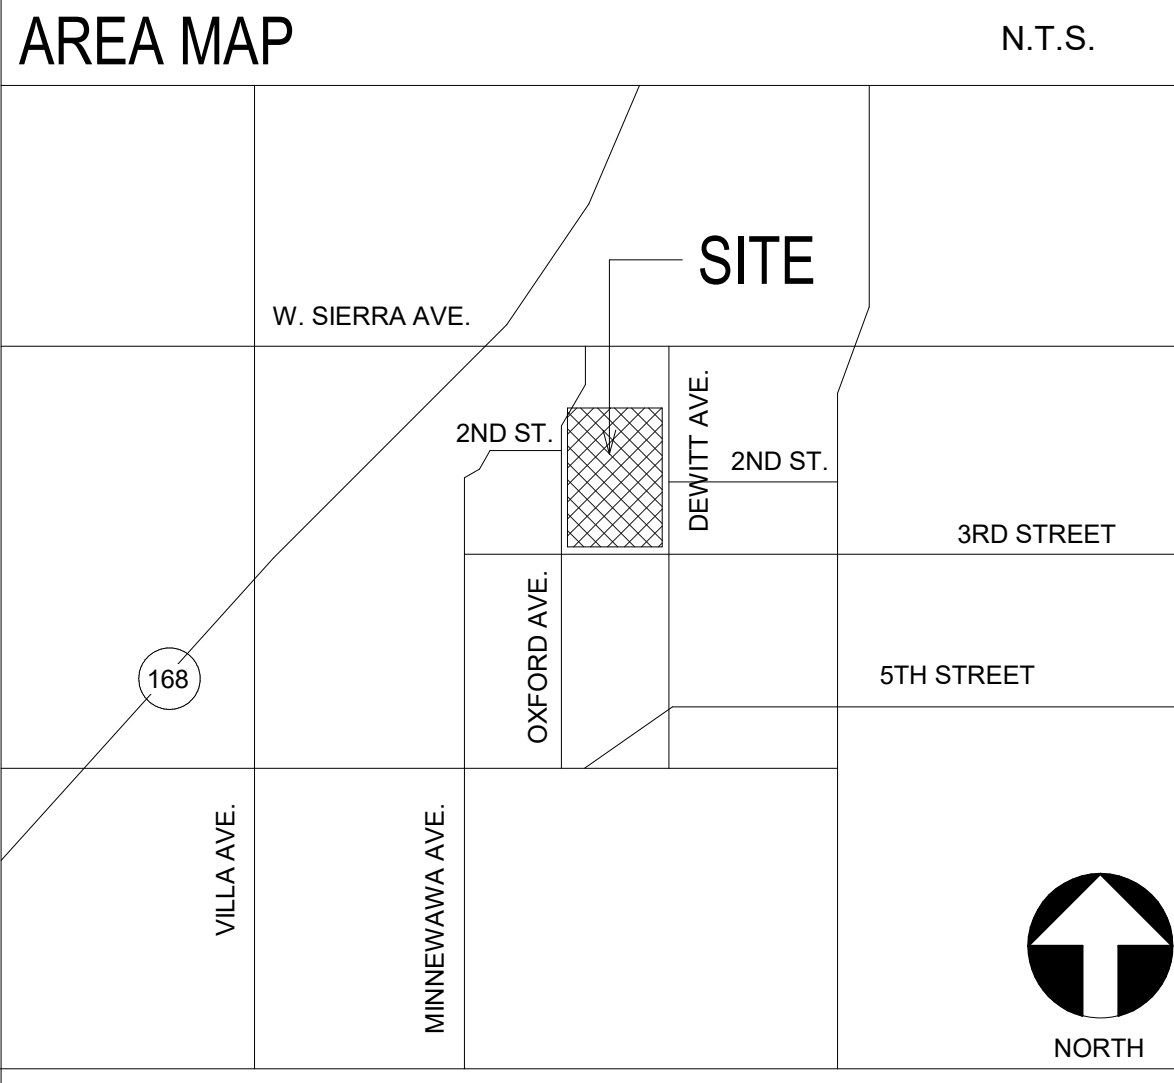 AREA MAP
N.T.S.
SITE
W. SIERRA AVE.
DEWITT AVE.
2ND ST.
2ND ST.
3RD STREET
OXFORD AVE.
168
5TH STREET
VILLA AVE.
MINNEWAWA AVE.
NORTH